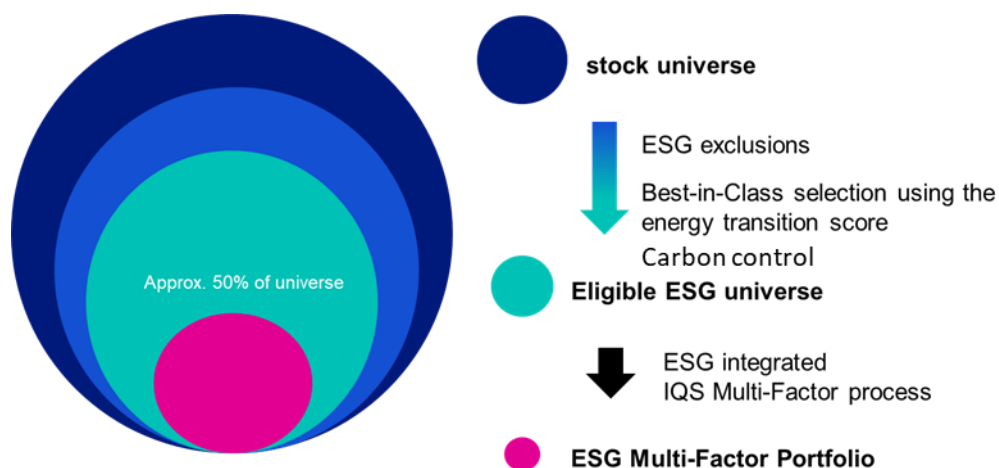 stock universe
ESG exclusions
Best-in-Class selection using the
energy transition score
Carbon control
Approx. 50% of universe
Eligible ESG universe
ESG integrated
IQS Multi-Factor process
ESG Multi-Factor Portfolio